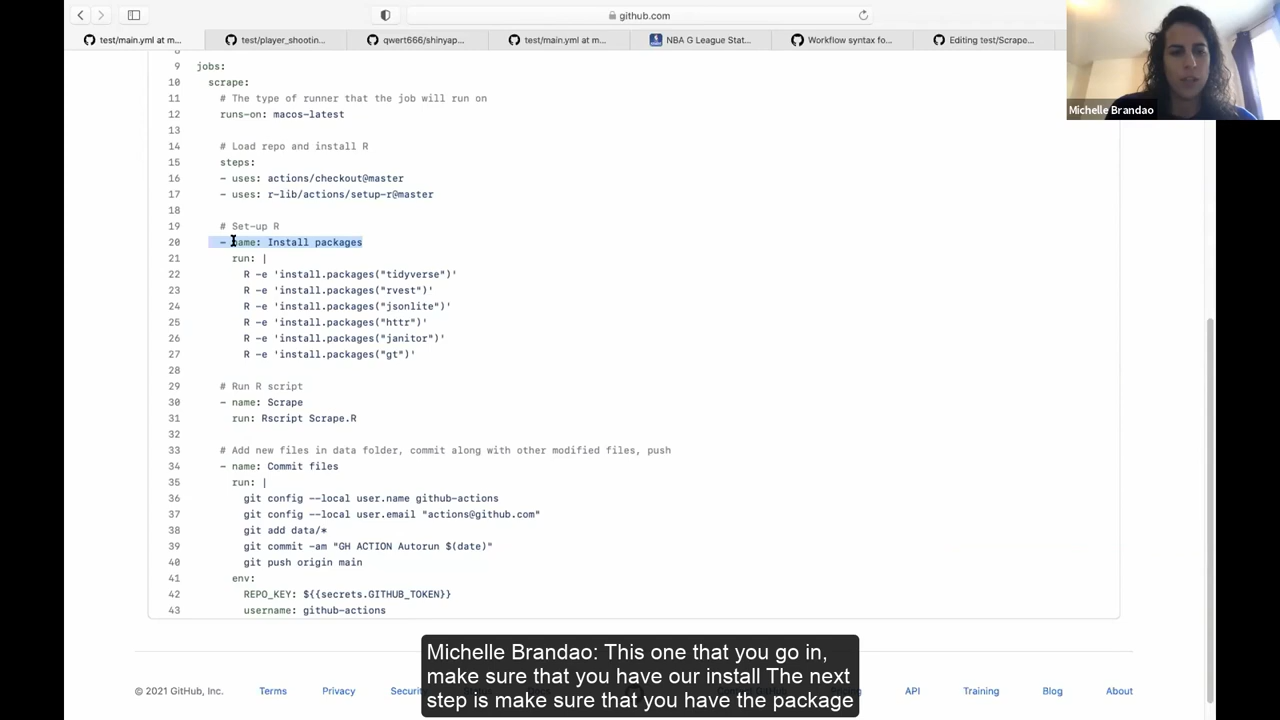 github.com
test/main.yml at m...
test/player_shootin...
qwert666/shinyap...
test/main.yml at m...
NBA G League Stat...
Workflow syntax fo...
Editing test/Scrape...
Michelle Brandao
9 jobs:
10 scrape:
11 # The type of runner that the job will run on
12 runs-on: macos-latest
13
14 # Load repo and install R
15 steps:
16 - uses: actions/checkout@master
17 - uses: r-lib/actions/setup-r@master
18
19 # Set-up R
20 - name: Install packages
21 run: |
22 R -e 'install.packages("tidyverse")'
23 R -e 'install.packages("rvest")'
24 R -e 'install.packages("jsonlite")'
25 R -e 'install.packages("httr")'
26 R -e 'install.packages("janitor")'
27 R -e 'install.packages("gt")'
28
29 # Run R script
30 - name: Scrape
31 run: Rscript Scrape.R
32
33 # Add new files in data folder, commit along with other modified files, push
34 - name: Commit files
35 run: |
36 git config --local user.name github-actions
37 git config --local user.email "actions@github.com"
38 git add data/*
39 git commit -am "GH ACTION Autorun $(date)"
40 git push origin main
41 env:
42 REPO_KEY: ${{secrets.GITHUB_TOKEN}}
43 username: github-actions
Michelle Brandao: This one that you go in,
make sure that you have our install The next
step is make sure that you have the package
© 2021 GitHub, Inc. Terms Privacy API Training Blog About